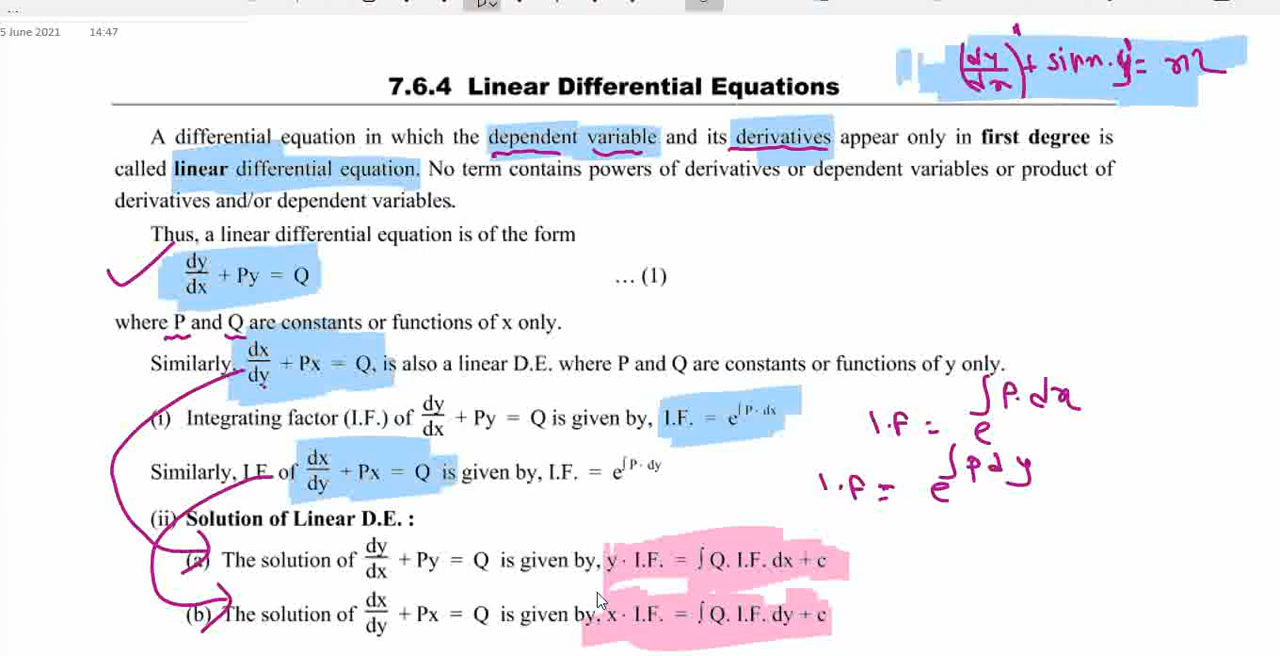 5 June 2021 14:47
(dy/dx)¹ + sinx · y¹ = x²
7.6.4 Linear Differential Equations
A differential equation in which the dependent variable and its derivatives appear only in first degree is
called linear differential equation. No term contains powers of derivatives or dependent variables or product of
derivatives and/or dependent variables.
Thus, a linear differential equation is of the form
dy/dx + Py = Q ... (1)
where P and Q are constants or functions of x only.
Similarly, dx/dy + Px = Q, is also a linear D.E. where P and Q are constants or functions of y only.
(i) Integrating factor (I.F.) of dy/dx + Py = Q is given by, I.F. = e^∫P·dx
I.F = e^∫P.dx
Similarly, I.F. of dx/dy + Px = Q is given by, I.F. = e^∫P·dy
I.F = e^∫Pdy
(ii) Solution of Linear D.E. :
(a) The solution of dy/dx + Py = Q is given by, y · I.F. = ∫Q. I.F. dx + c
(b) The solution of dx/dy + Px = Q is given by, x · I.F. = ∫Q. I.F. dy + c